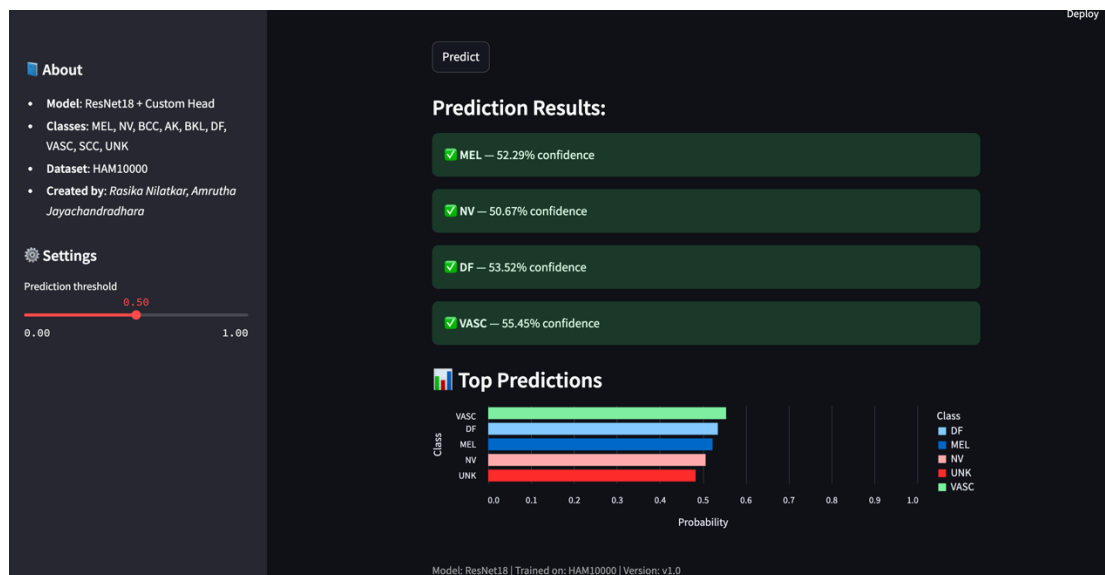 Deploy
📘 About
• Model: ResNet18 + Custom Head
• Classes: MEL, NV, BCC, AK, BKL, DF,
VASC, SCC, UNK
• Dataset: HAM10000
• Created by: Rasika Nilatkar, Amrutha
Jayachandradhara
⚙️ Settings
Prediction threshold
0.50
0.00 1.00
Predict
Prediction Results:
✅ MEL — 52.29% confidence
✅ NV — 50.67% confidence
✅ DF — 53.52% confidence
✅ VASC — 55.45% confidence
📊 Top Predictions
Class
VASC
DF
MEL
NV
UNK
0.0 0.1 0.2 0.3 0.4 0.5 0.6 0.7 0.8 0.9 1.0
Probability
Class
DF
MEL
NV
UNK
VASC
Model: ResNet18 | Trained on: HAM10000 | Version: v1.0